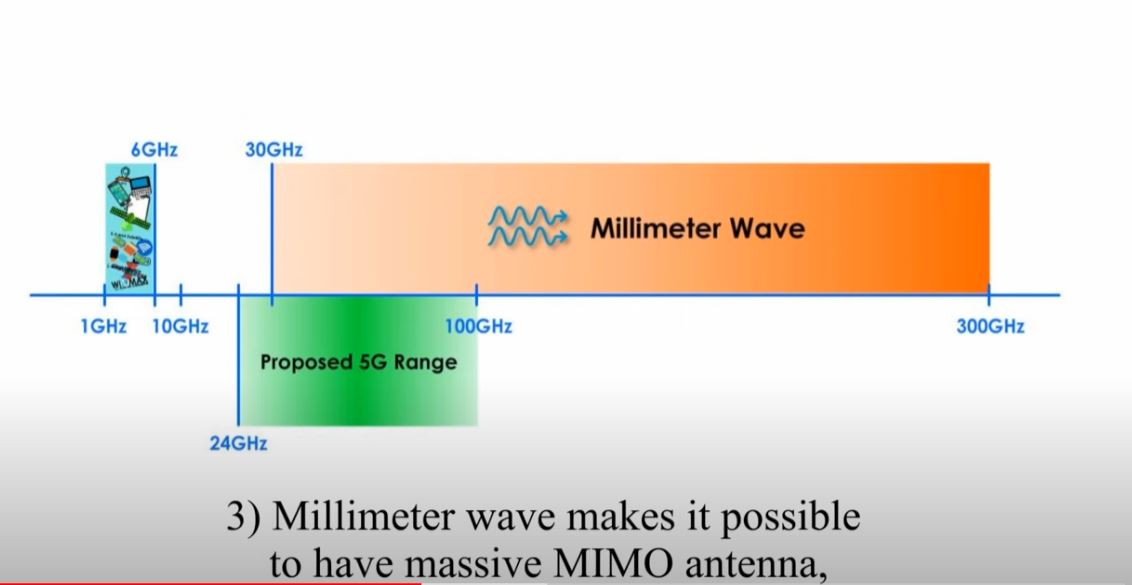 6GHz
30GHz
Millimeter Wave
1GHz
10GHz
100GHz
300GHz
Proposed 5G Range
24GHz
3) Millimeter wave makes it possible
to have massive MIMO antenna,